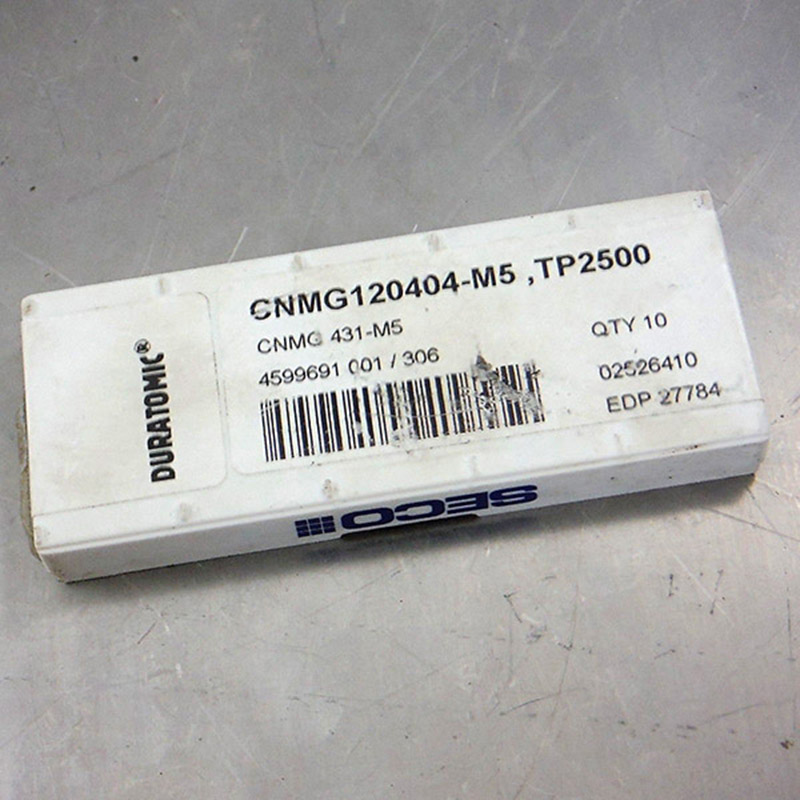 DURATOMIC®
CNMG120404-M5 ,TP2500
CNMG 431-M5
4599691 001 / 306
QTY 10
02526410
EDP 27784
SECO